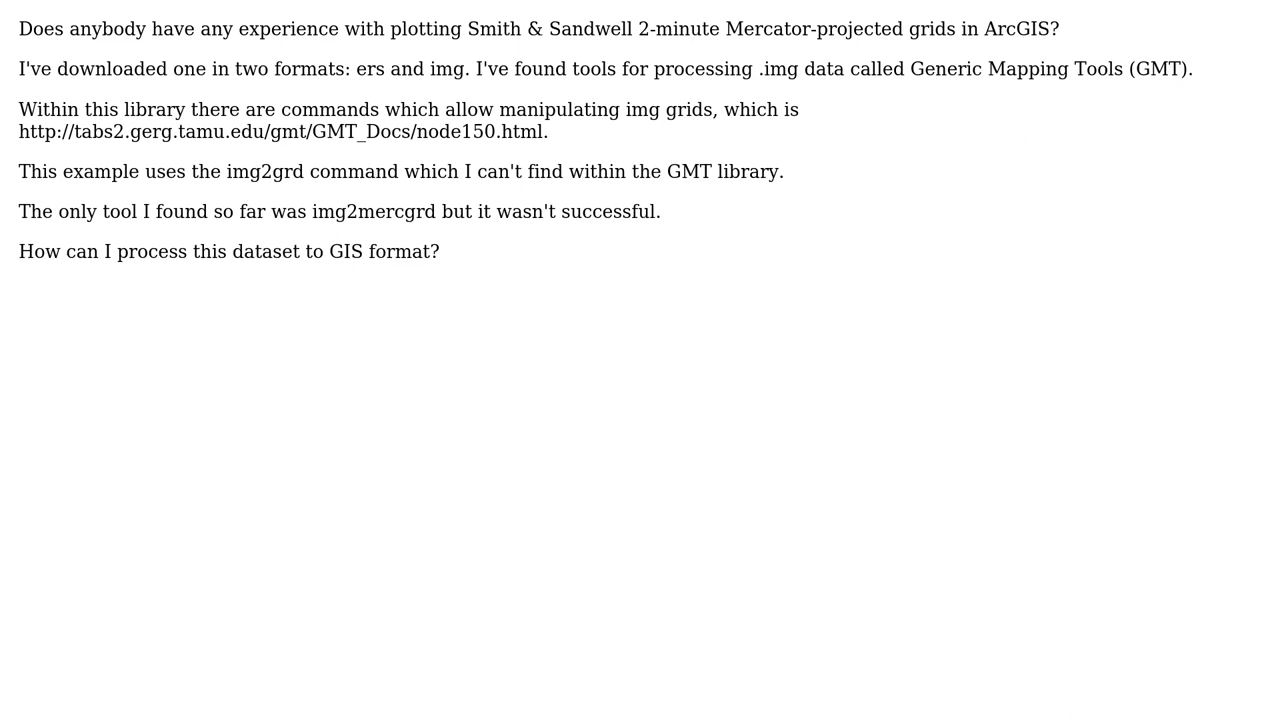 Does anybody have any experience with plotting Smith & Sandwell 2-minute Mercator-projected grids in ArcGIS?
I've downloaded one in two formats: ers and img. I've found tools for processing .img data called Generic Mapping Tools (GMT).
Within this library there are commands which allow manipulating img grids, which is
http://tabs2.gerg.tamu.edu/gmt/GMT_Docs/node150.html.
This example uses the img2grd command which I can't find within the GMT library.
The only tool I found so far was img2mercgrd but it wasn't successful.
How can I process this dataset to GIS format?